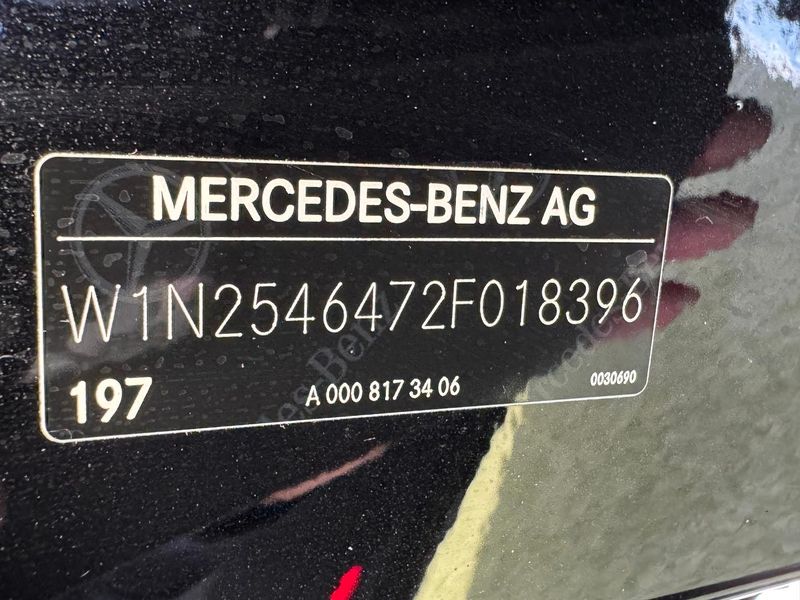 MERCEDES-BENZ AG
W1N2546472F018396
197
A 000 817 34 06
0030690